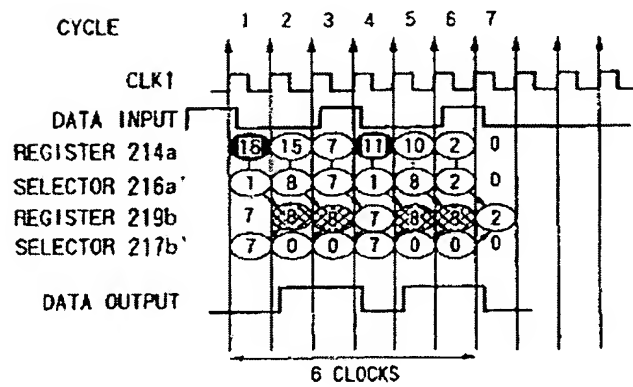 CYCLE 1 2 3 4 5 6 7
CLK1
DATA INPUT
REGISTER 214a 16 15 7 11 10 2 0
SELECTOR 216a' 1 8 7 1 8 2 0
REGISTER 219b 7 8 8 7 8 8 2
SELECTOR 217b' 7 0 0 7 0 0 0
DATA OUTPUT
6 CLOCKS